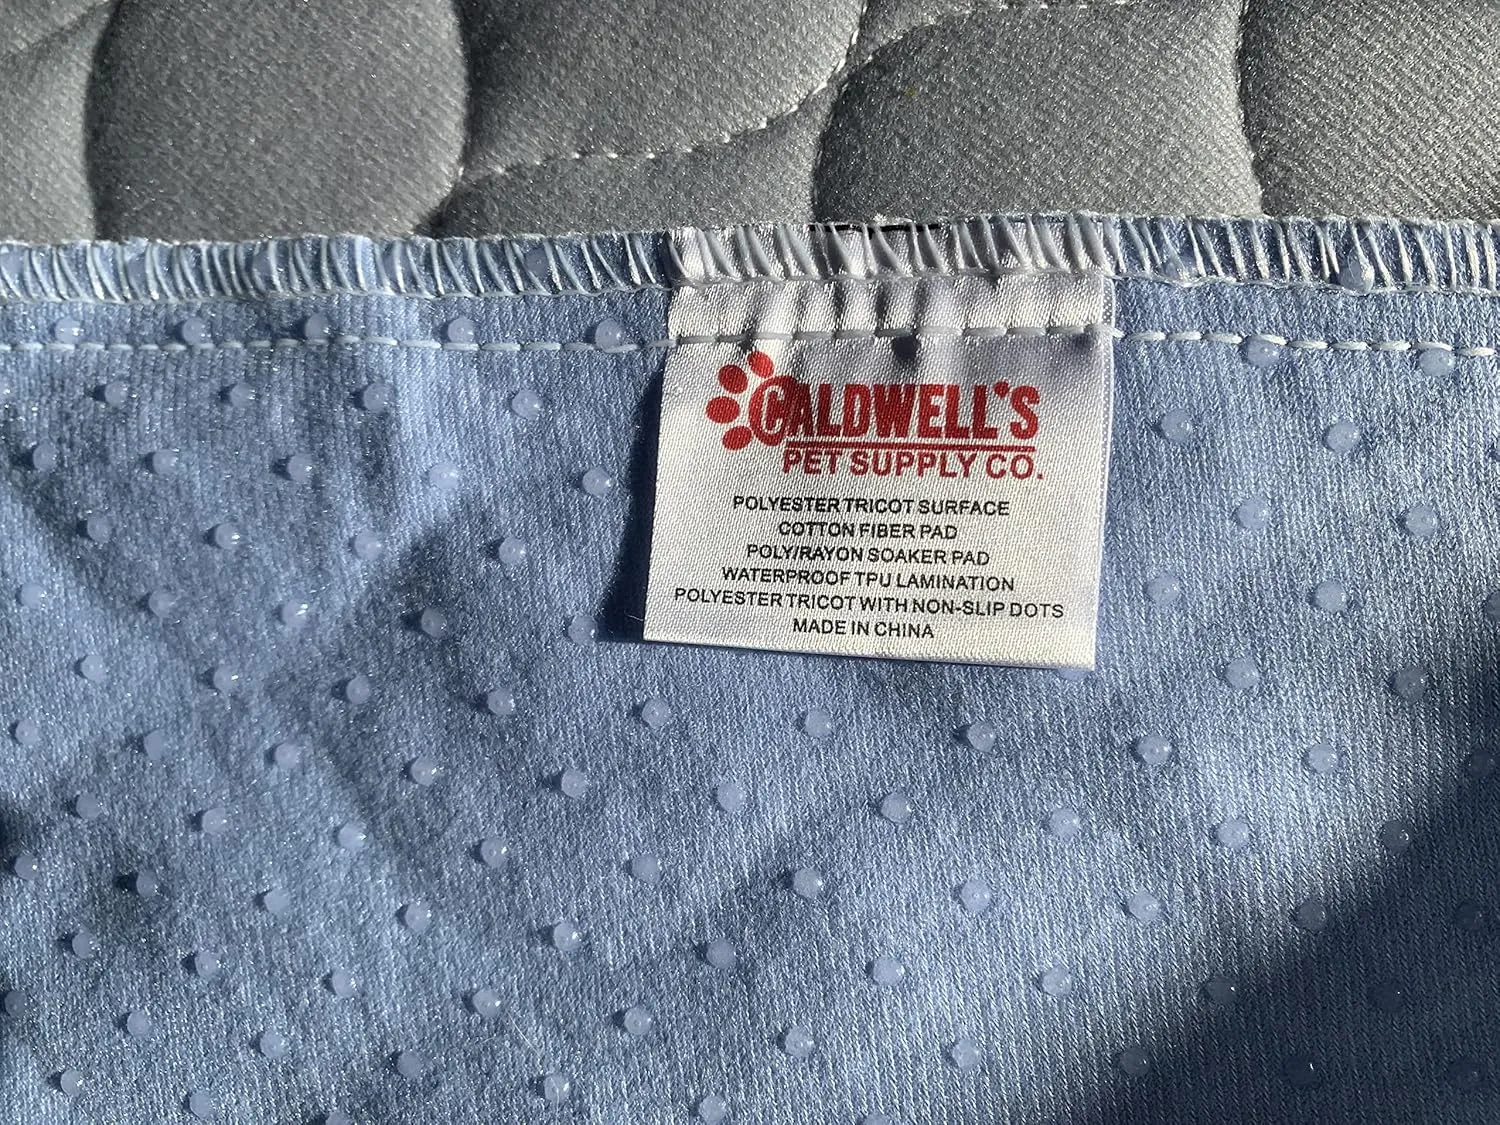 CALDWELL'S
PET SUPPLY CO.
POLYESTER TRICOT SURFACE
COTTON FIBER PAD
POLY/RAYON SOAKER PAD
WATERPROOF TPU LAMINATION
POLYESTER TRICOT WITH NON-SLIP DOTS
MADE IN CHINA